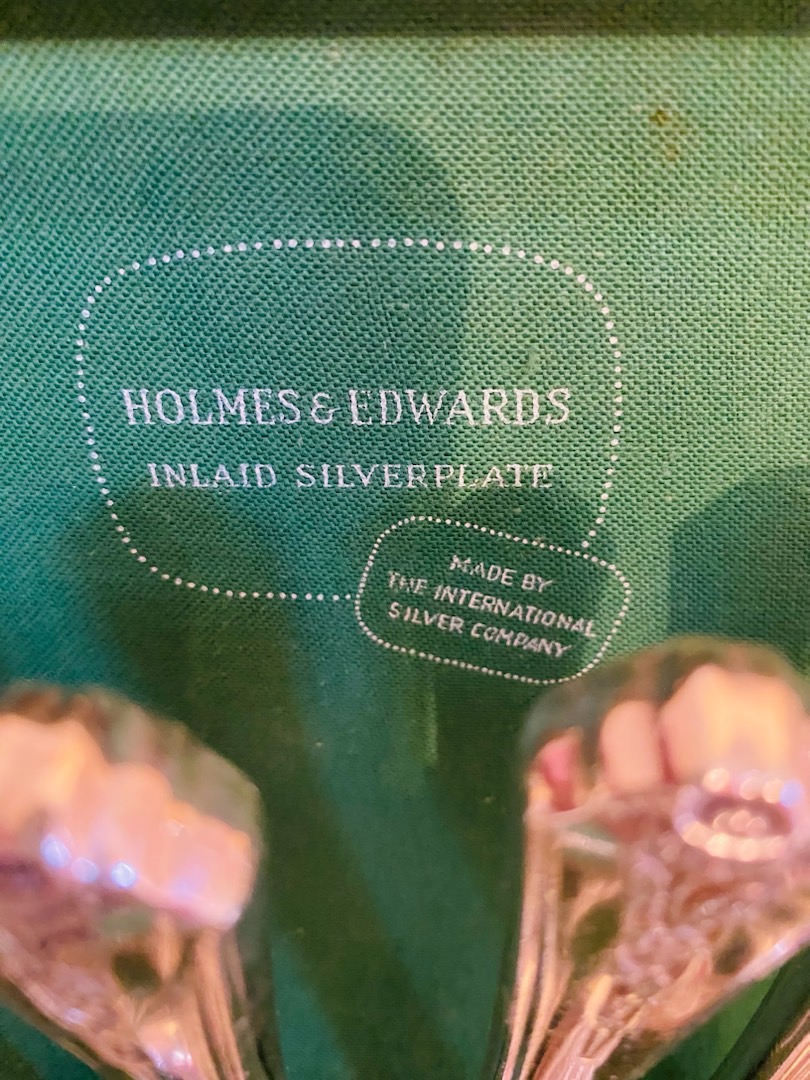 HOLMES & EDWARDS
INLAID SILVERPLATE
MADE BY
THE INTERNATIONAL
SILVER COMPANY